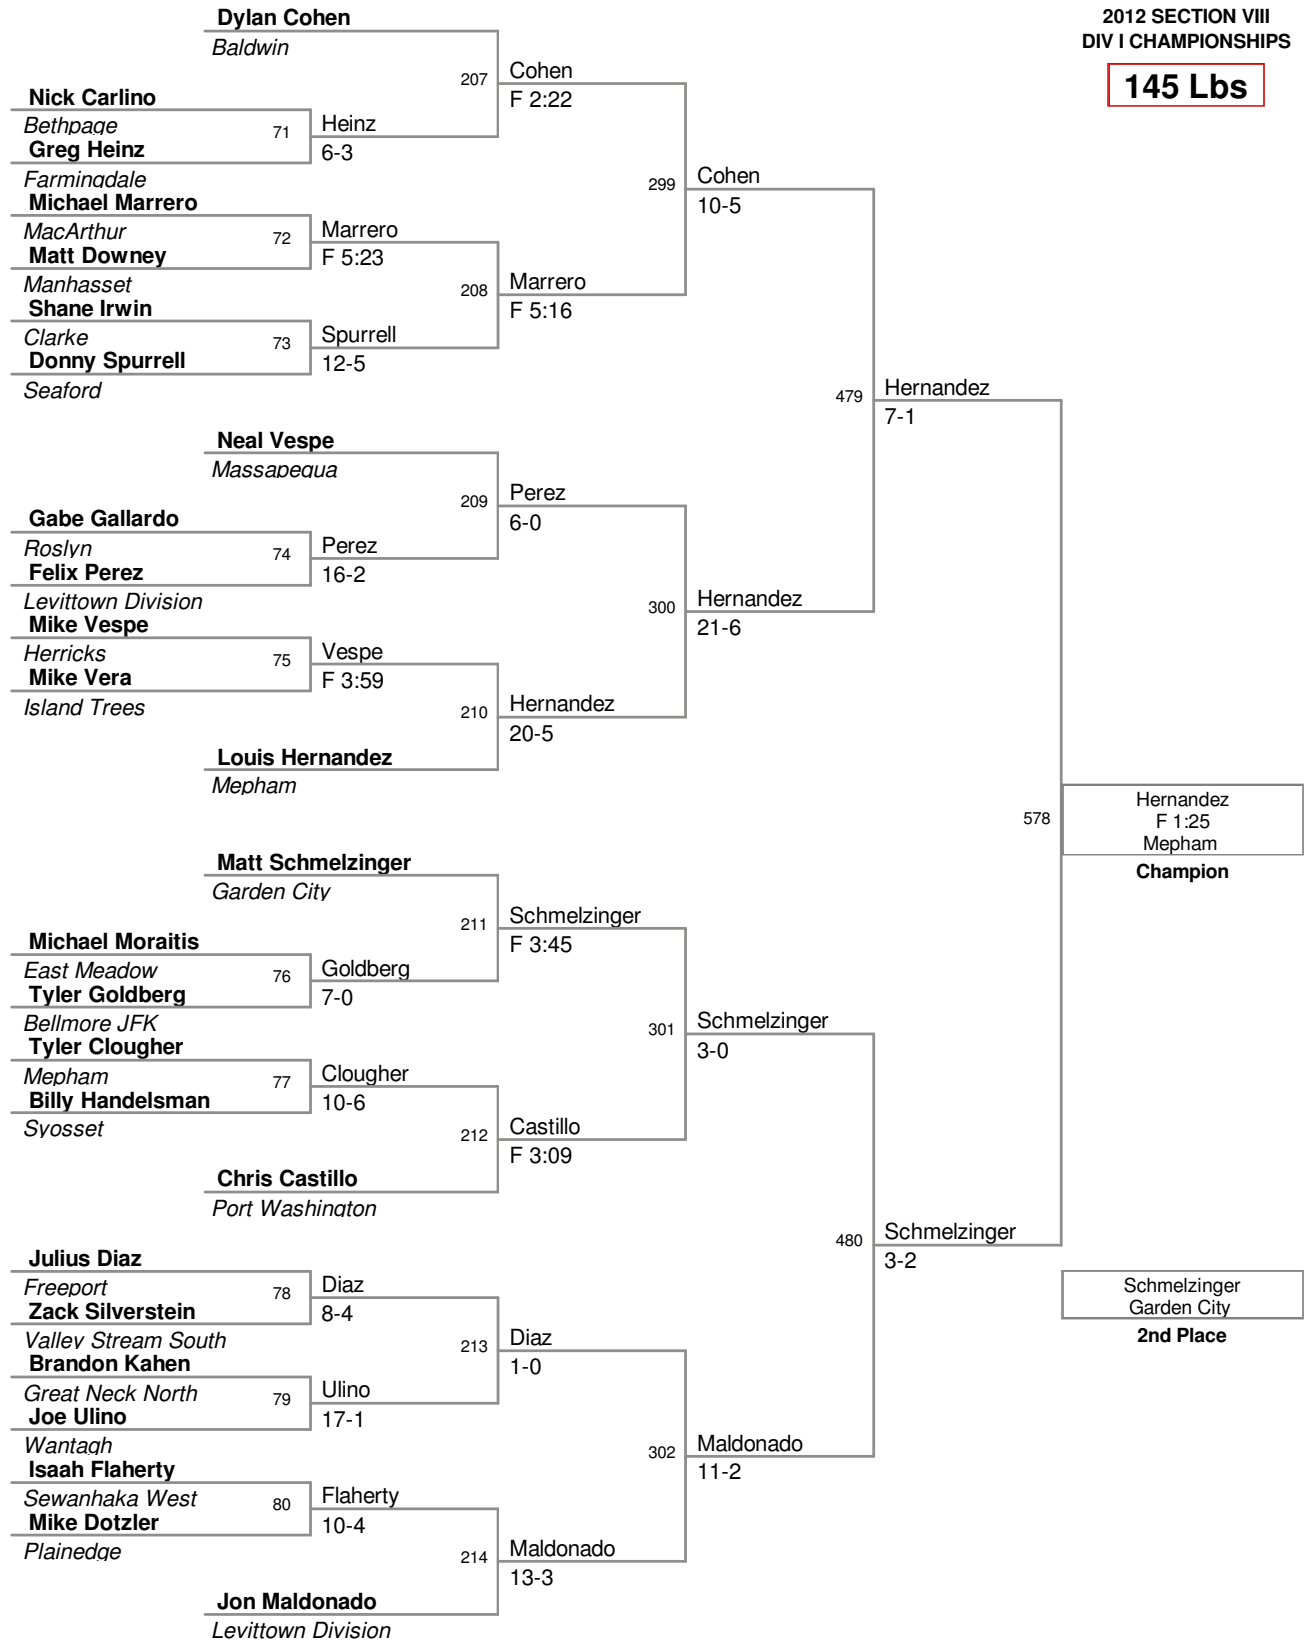 Dylan Cohen
Baldwin
2012 SECTION VIII
DIV I CHAMPIONSHIPS
145 Lbs
207
Cohen
F 2:22
Nick Carlino
Bethpage
Greg Heinz
Farmingdale
71
Heinz
6-3
299
Cohen
10-5
Michael Marrero
MacArthur
Matt Downey
Manhasset
72
Marrero
F 5:23
208
Marrero
F 5:16
Shane Irwin
Clarke
Donny Spurrell
Seaford
73
Spurrell
12-5
479
Hernandez
7-1
Neal Vespe
Massapequa
209
Perez
6-0
Gabe Gallardo
Roslyn
Felix Perez
Levittown Division
74
Perez
16-2
300
Hernandez
21-6
Mike Vespe
Herricks
Mike Vera
Island Trees
75
Vespe
F 3:59
210
Hernandez
20-5
Louis Hernandez
Mepham
578
Hernandez
F 1:25
Mepham
Champion
Matt Schmelzinger
Garden City
211
Schmelzinger
F 3:45
Michael Moraitis
East Meadow
Tyler Goldberg
Bellmore JFK
76
Goldberg
7-0
301
Schmelzinger
3-0
Tyler Clougher
Mepham
Billy Handelsman
Syosset
77
Clougher
10-6
212
Castillo
F 3:09
Chris Castillo
Port Washington
480
Schmelzinger
3-2
Julius Diaz
Freeport
Zack Silverstein
Valley Stream South
78
Diaz
8-4
213
Diaz
1-0
Schmelzinger
Garden City
2nd Place
Brandon Kahen
Great Neck North
Joe Ulino
Wantagh
79
Ulino
17-1
302
Maldonado
11-2
Isaah Flaherty
Sewanhaka West
Mike Dotzler
Plainedge
80
Flaherty
10-4
214
Maldonado
13-3
Jon Maldonado
Levittown Division